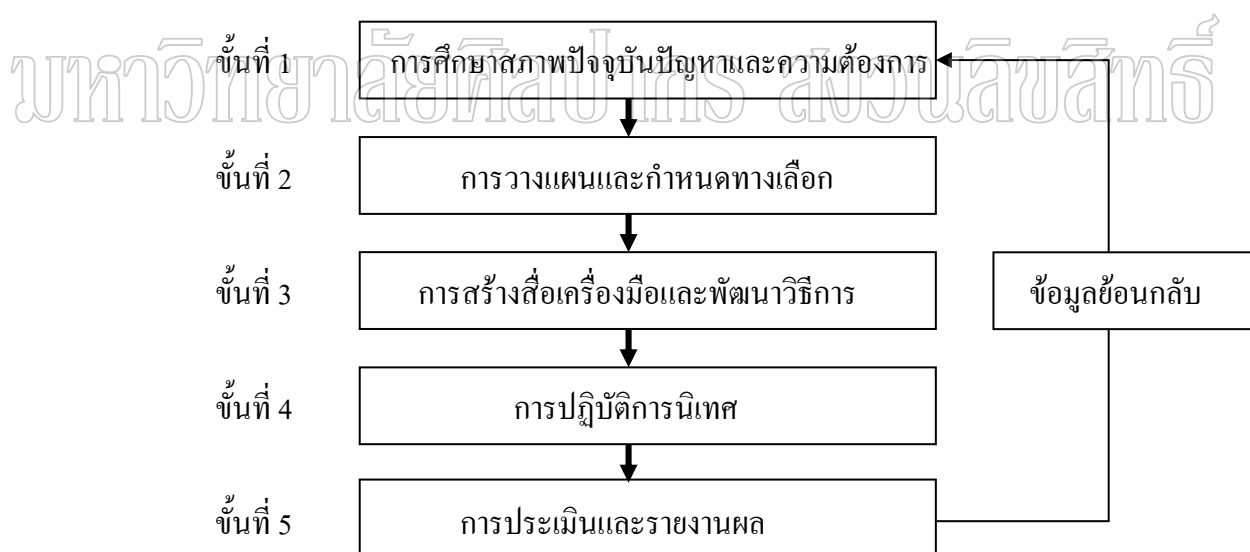 มหาวิทยาลัยศิลปากร สงวนลิขสิทธิ์
ขั้นที่ 1 การศึกษาสภาพปัจจุบันปัญหาและความต้องการ
ขั้นที่ 2 การวางแผนและกำหนดทางเลือก
ขั้นที่ 3 การสร้างสื่อเครื่องมือและพัฒนาวิธีการ
ข้อมูลย้อนกลับ
ขั้นที่ 4 การปฏิบัติการนิเทศ
ขั้นที่ 5 การประเมินและรายงานผล